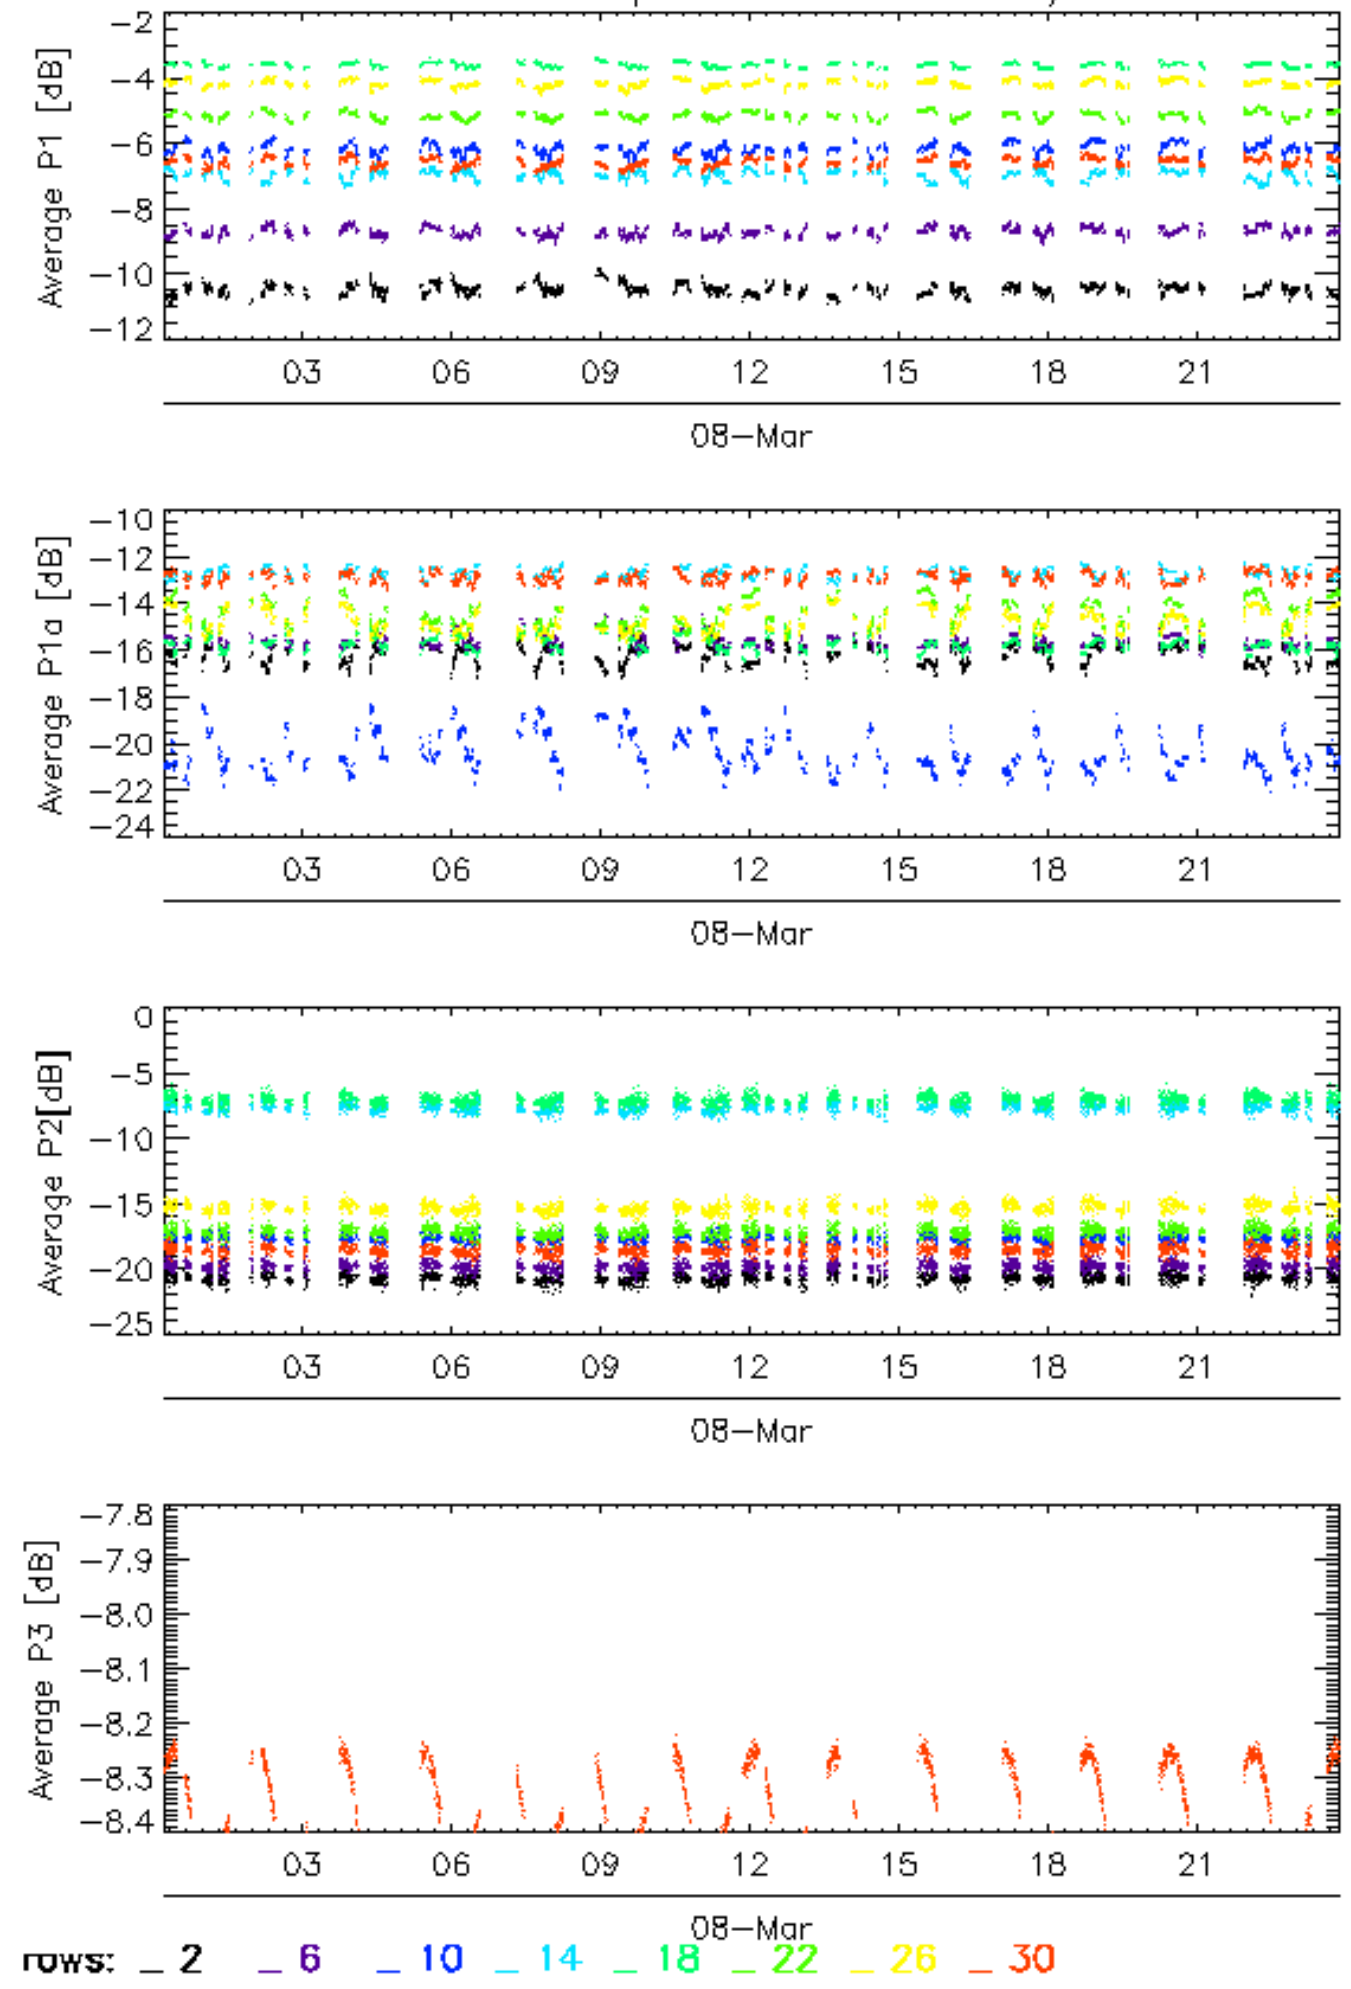 Average P1 [dB]
-2
-4
-6
-8
-10
-12
03 06 09 12 15 18 21
08-Mar
Average P1a [dB]
-10
-12
-14
-16
-18
-20
-22
-24
03 06 09 12 15 18 21
08-Mar
Average P2[dB]
0
-5
-10
-15
-20
-25
03 06 09 12 15 18 21
08-Mar
Average P3 [dB]
-7.8
-7.9
-8.0
-8.1
-8.2
-8.3
-8.4
03 06 09 12 15 18 21
08-Mar
rows: _ 2 _ 6 _ 10 _ 14 _ 18 _ 22 _ 26 _ 30